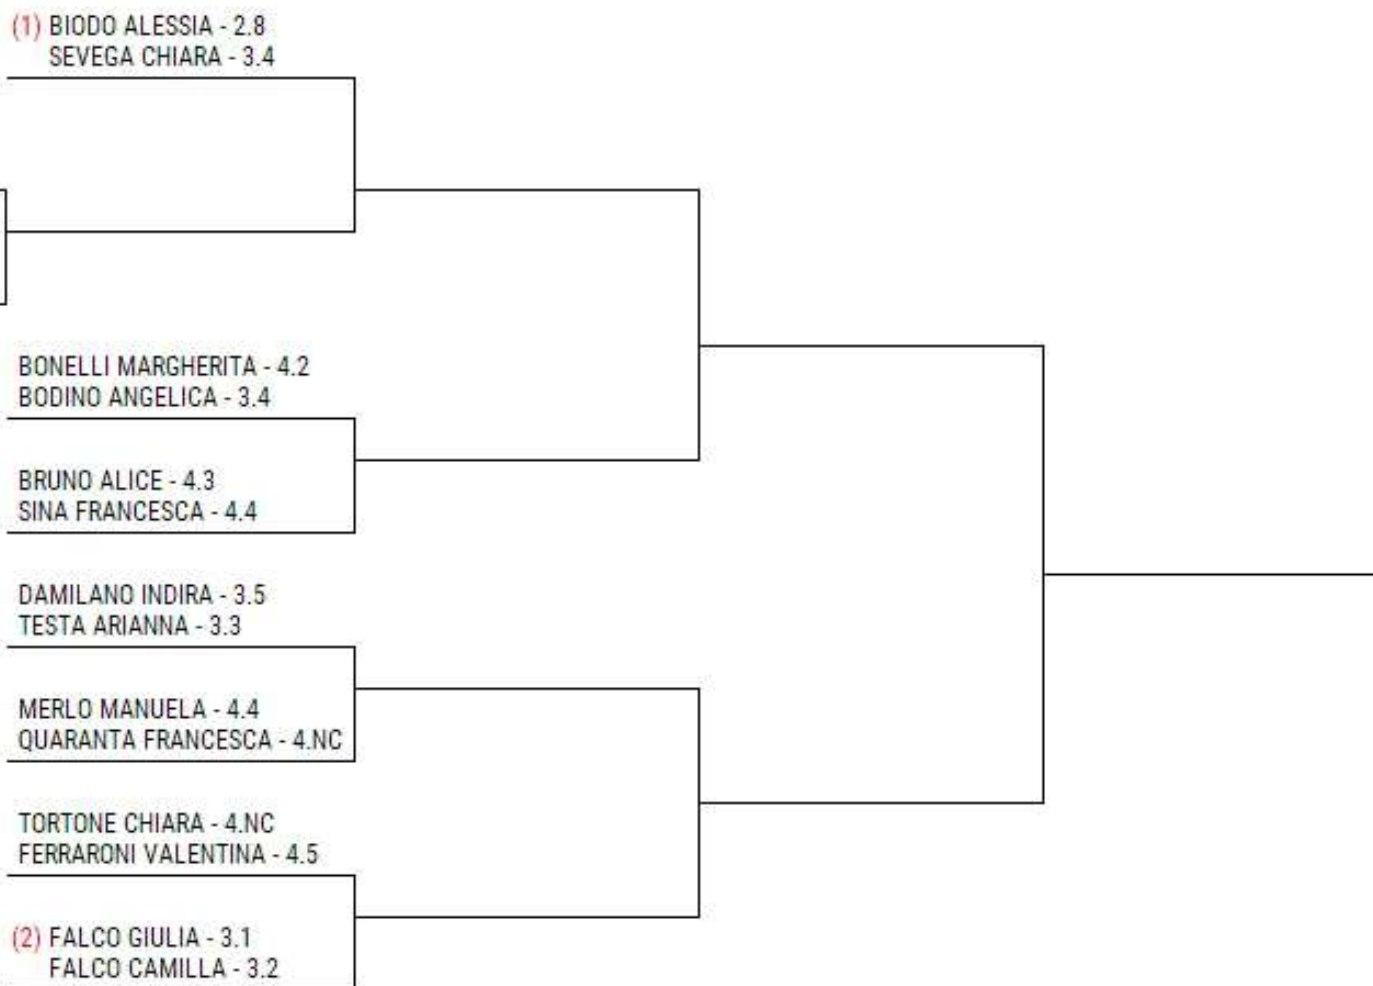 (1) BIODO ALESSIA - 2.8
SEVEGA CHIARA - 3.4
BONELLI MARGHERITA - 4.2
BODINO ANGELICA - 3.4
BRUNO ALICE - 4.3
SINA FRANCESCA - 4.4
DAMILANO INDIRA - 3.5
TESTA ARIANNA - 3.3
MERLO MANUELA - 4.4
QUARANTA FRANCESCA - 4.NC
TORTONE CHIARA - 4.NC
FERRARONI VALENTINA - 4.5
(2) FALCO GIULIA - 3.1
FALCO CAMILLA - 3.2